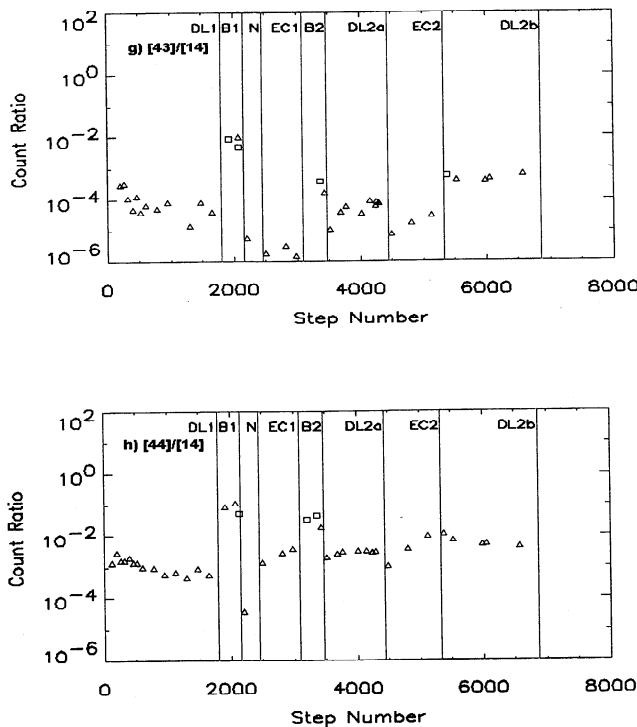 10^2
DL1 B1 N EC1 B2 DL2a EC2 DL2b
g) [43]/[14]
10^0
Count Ratio
10^-2
10^-4
10^-6
0 2000 4000 6000 8000
Step Number
10^2
DL1 B1 N EC1 B2 DL2a EC2 DL2b
h) [44]/[14]
10^0
Count Ratio
10^-2
10^-4
10^-6
0 2000 4000 6000 8000
Step Number